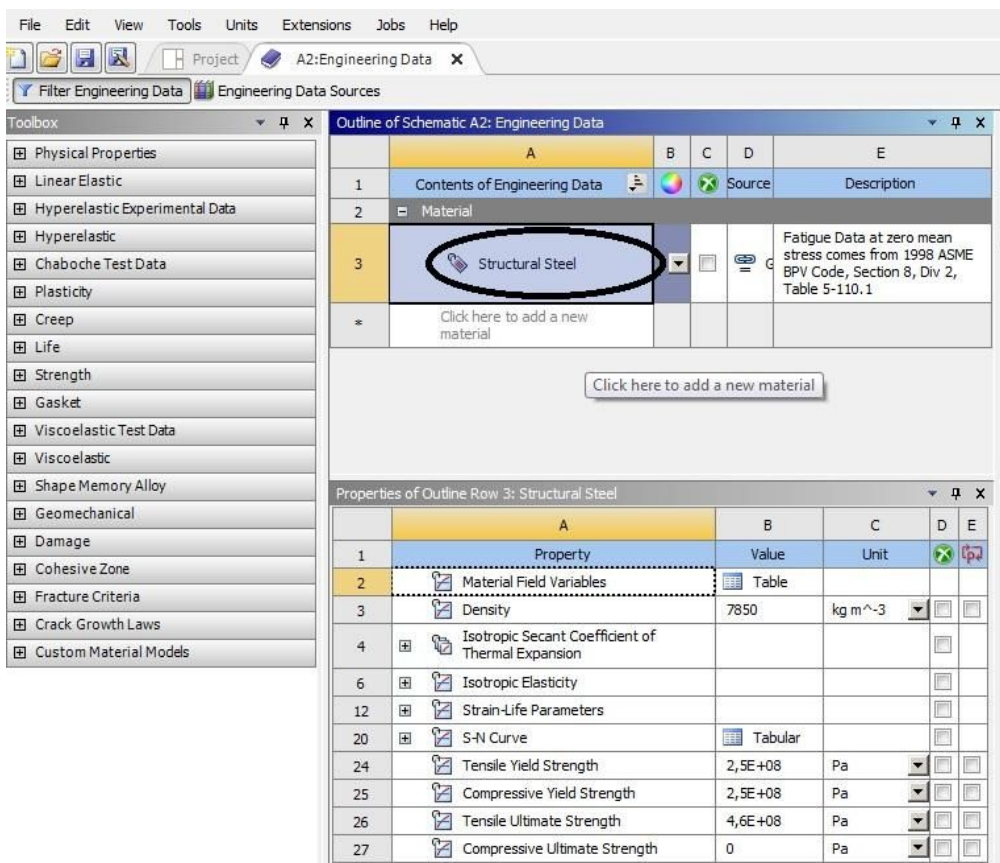 File Edit View Tools Units Extensions Jobs Help
Project A2:Engineering Data X
Filter Engineering Data Engineering Data Sources
Toolbox
Physical Properties
Linear Elastic
Hyperelastic Experimental Data
Hyperelastic
Chaboche Test Data
Plasticity
Creep
Life
Strength
Gasket
Viscoelastic Test Data
Viscoelastic
Shape Memory Alloy
Geomechanical
Damage
Cohesive Zone
Fracture Criteria
Crack Growth Laws
Custom Material Models
Outline of Schematic A2: Engineering Data
A B C D E
1 Contents of Engineering Data Source Description
2 Material
3 Structural Steel G Fatigue Data at zero mean
stress comes from 1998 ASME
BPV Code, Section 8, Div 2,
Table 5-110.1
* Click here to add a new
material
Click here to add a new material
Properties of Outline Row 3: Structural Steel
A B C D E
1 Property Value Unit
2 Material Field Variables Table
3 Density 7850 kg m^-3
4 Isotropic Secant Coefficient of
Thermal Expansion
6 Isotropic Elasticity
12 Strain-Life Parameters
20 S-N Curve Tabular
24 Tensile Yield Strength 2,5E+08 Pa
25 Compressive Yield Strength 2,5E+08 Pa
26 Tensile Ultimate Strength 4,6E+08 Pa
27 Compressive Ultimate Strength 0 Pa